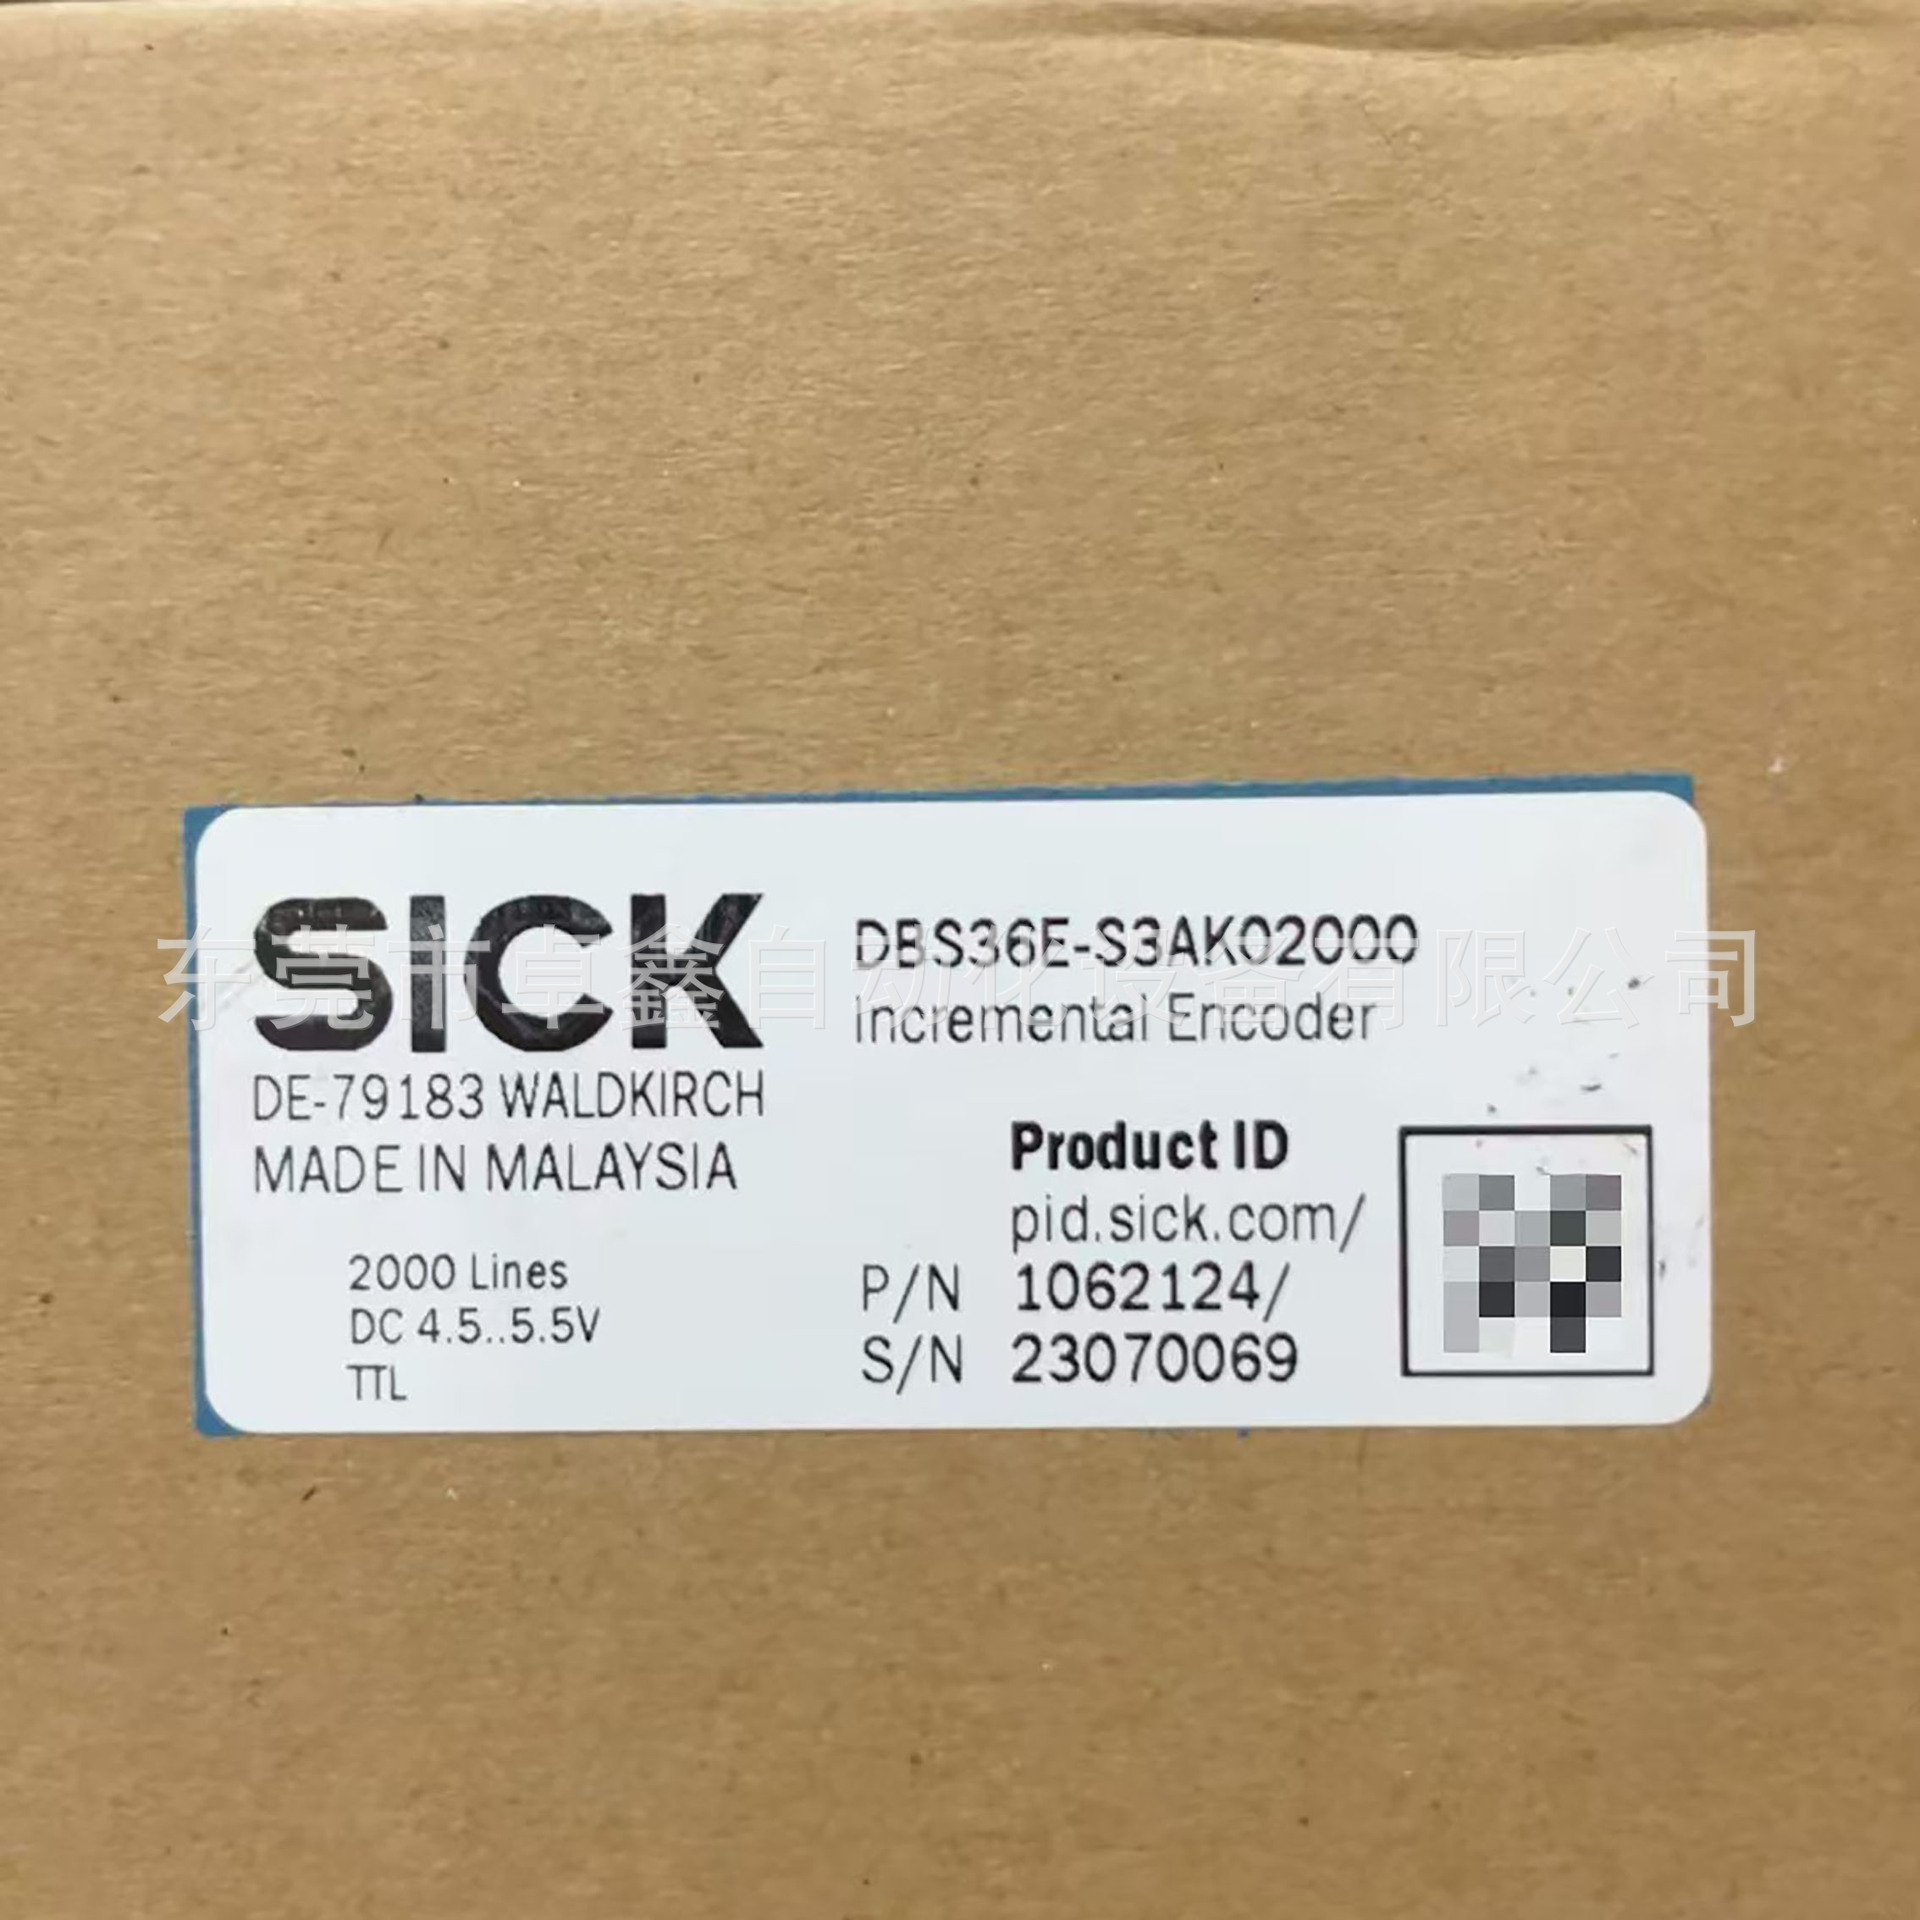 SICK
DE-79183 WALDKIRCH
MADE IN MALAYSIA
2000 Lines
DC 4.5..5.5V
TTL
DBS36E-S3AK02000
Incremental Encoder
Product ID
pid.sick.com/
P/N 1062124/
S/N 23070069
东莞市卓鑫自动化设备有限公司